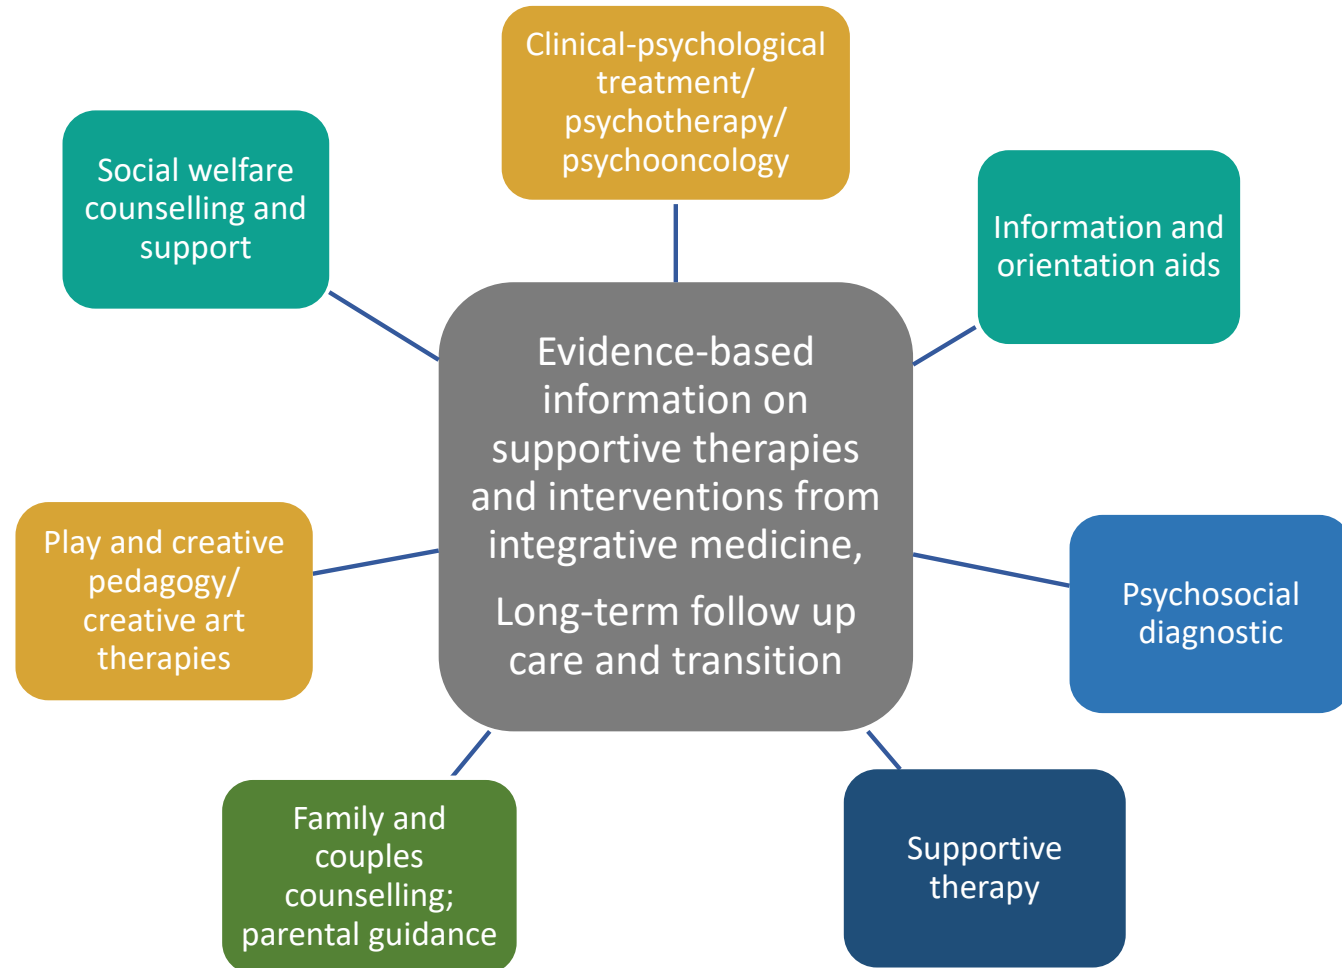 Clinical-psychological
treatment/
psychotherapy/
psychooncology
Social welfare
counselling and
support
Information and
orientation aids
Evidence-based
information on
supportive therapies
and interventions from
integrative medicine,
Long-term follow up
care and transition
Play and creative
pedagogy/
creative art
therapies
Psychosocial
diagnostic
Family and
couples
counselling;
parental guidance
Supportive
therapy